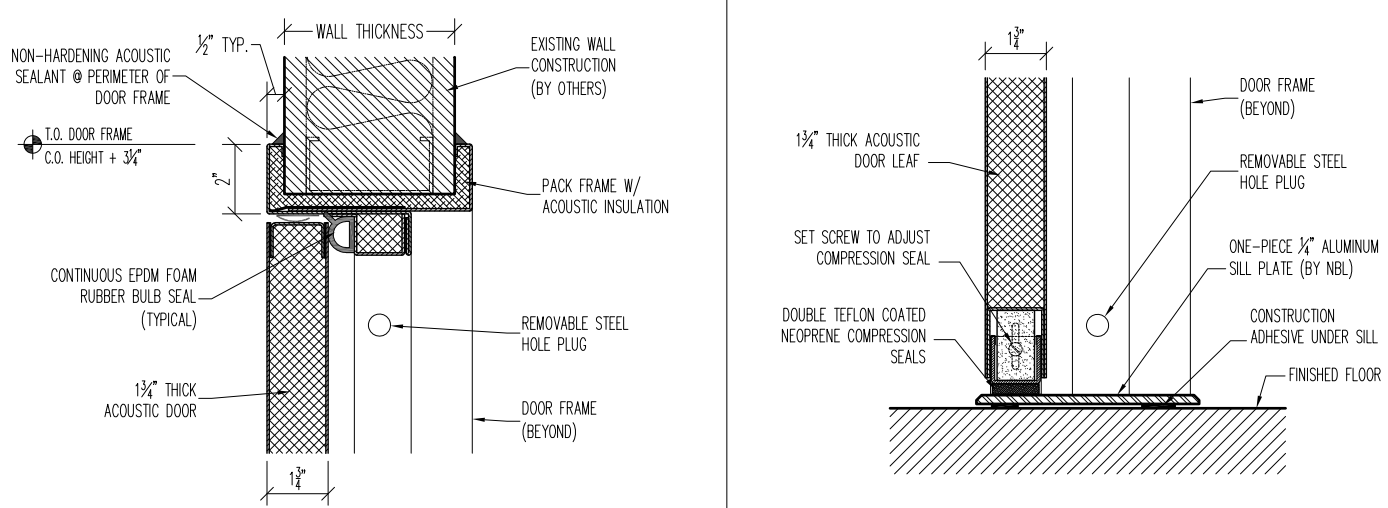 WALL THICKNESS
½" TYP.
NON-HARDENING ACOUSTIC
SEALANT @ PERIMETER OF
DOOR FRAME
EXISTING WALL
CONSTRUCTION
(BY OTHERS)
T.O. DOOR FRAME
C.O. HEIGHT + 3¼"
2"
PACK FRAME W/
ACOUSTIC INSULATION
CONTINUOUS EPDM FOAM
RUBBER BULB SEAL
(TYPICAL)
REMOVABLE STEEL
HOLE PLUG
1¾" THICK
ACOUSTIC DOOR
DOOR FRAME
(BEYOND)
1¾"
1¾"
DOOR FRAME
(BEYOND)
1¾" THICK ACOUSTIC
DOOR LEAF
REMOVABLE STEEL
HOLE PLUG
SET SCREW TO ADJUST
COMPRESSION SEAL
ONE-PIECE ¼" ALUMINUM
SILL PLATE (BY NBL)
DOUBLE TEFLON COATED
NEOPRENE COMPRESSION
SEALS
CONSTRUCTION
ADHESIVE UNDER SILL
FINISHED FLOOR